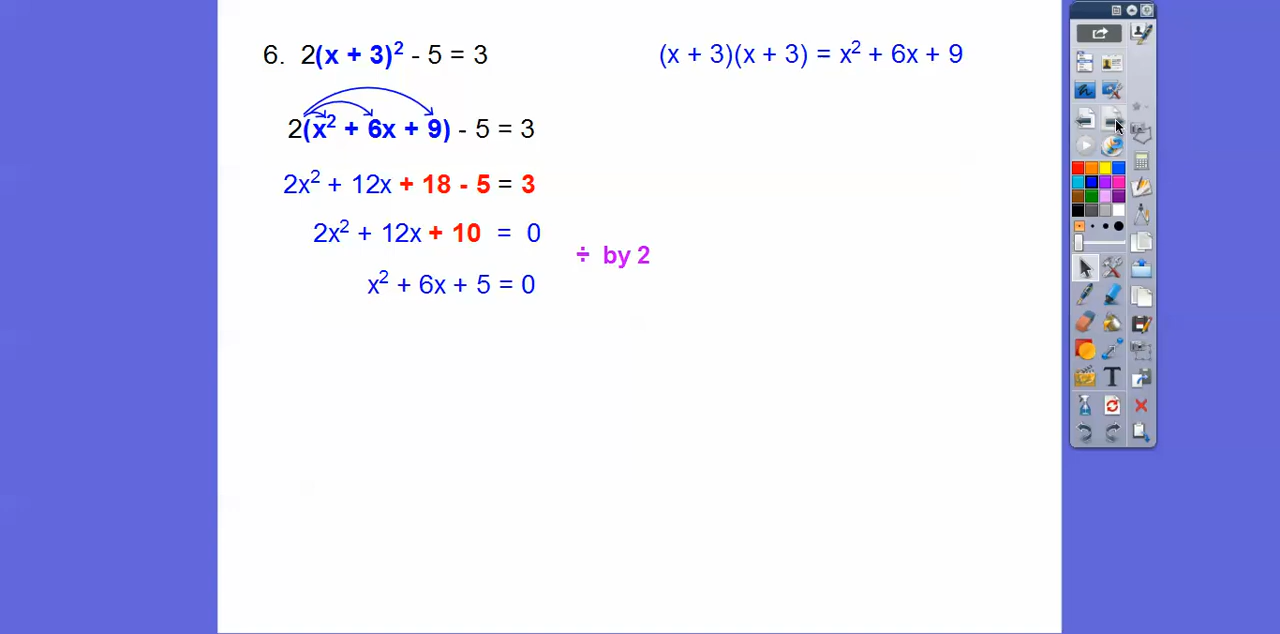 6. 2(x + 3)² - 5 = 3
(x + 3)(x + 3) = x² + 6x + 9
2(x² + 6x + 9) - 5 = 3
2x² + 12x + 18 - 5 = 3
2x² + 12x + 10 = 0
÷ by 2
x² + 6x + 5 = 0
T